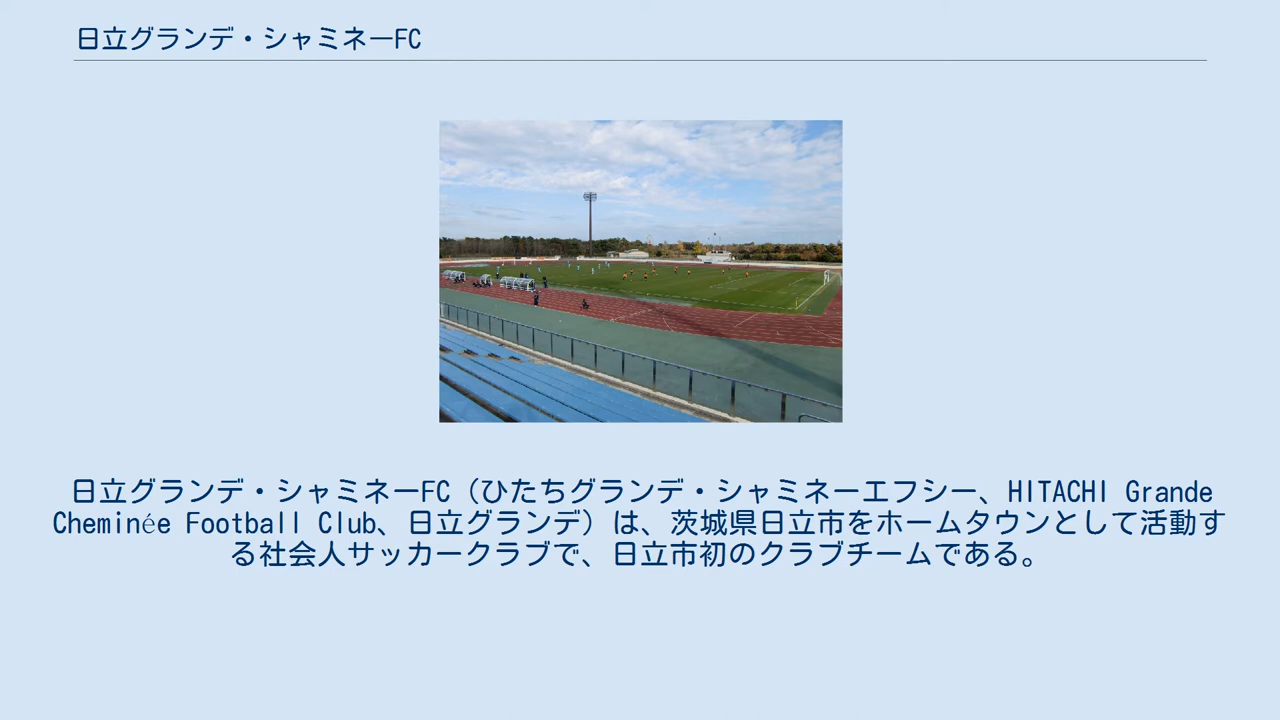 日立グランデ・シャミネーFC
日立グランデ・シャミネーFC（ひたちグランデ・シャミネーエフシー、HITACHI Grande
Cheminée Football Club、日立グランデ）は、茨城県日立市をホームタウンとして活動す
る社会人サッカークラブで、日立市初のクラブチームである。